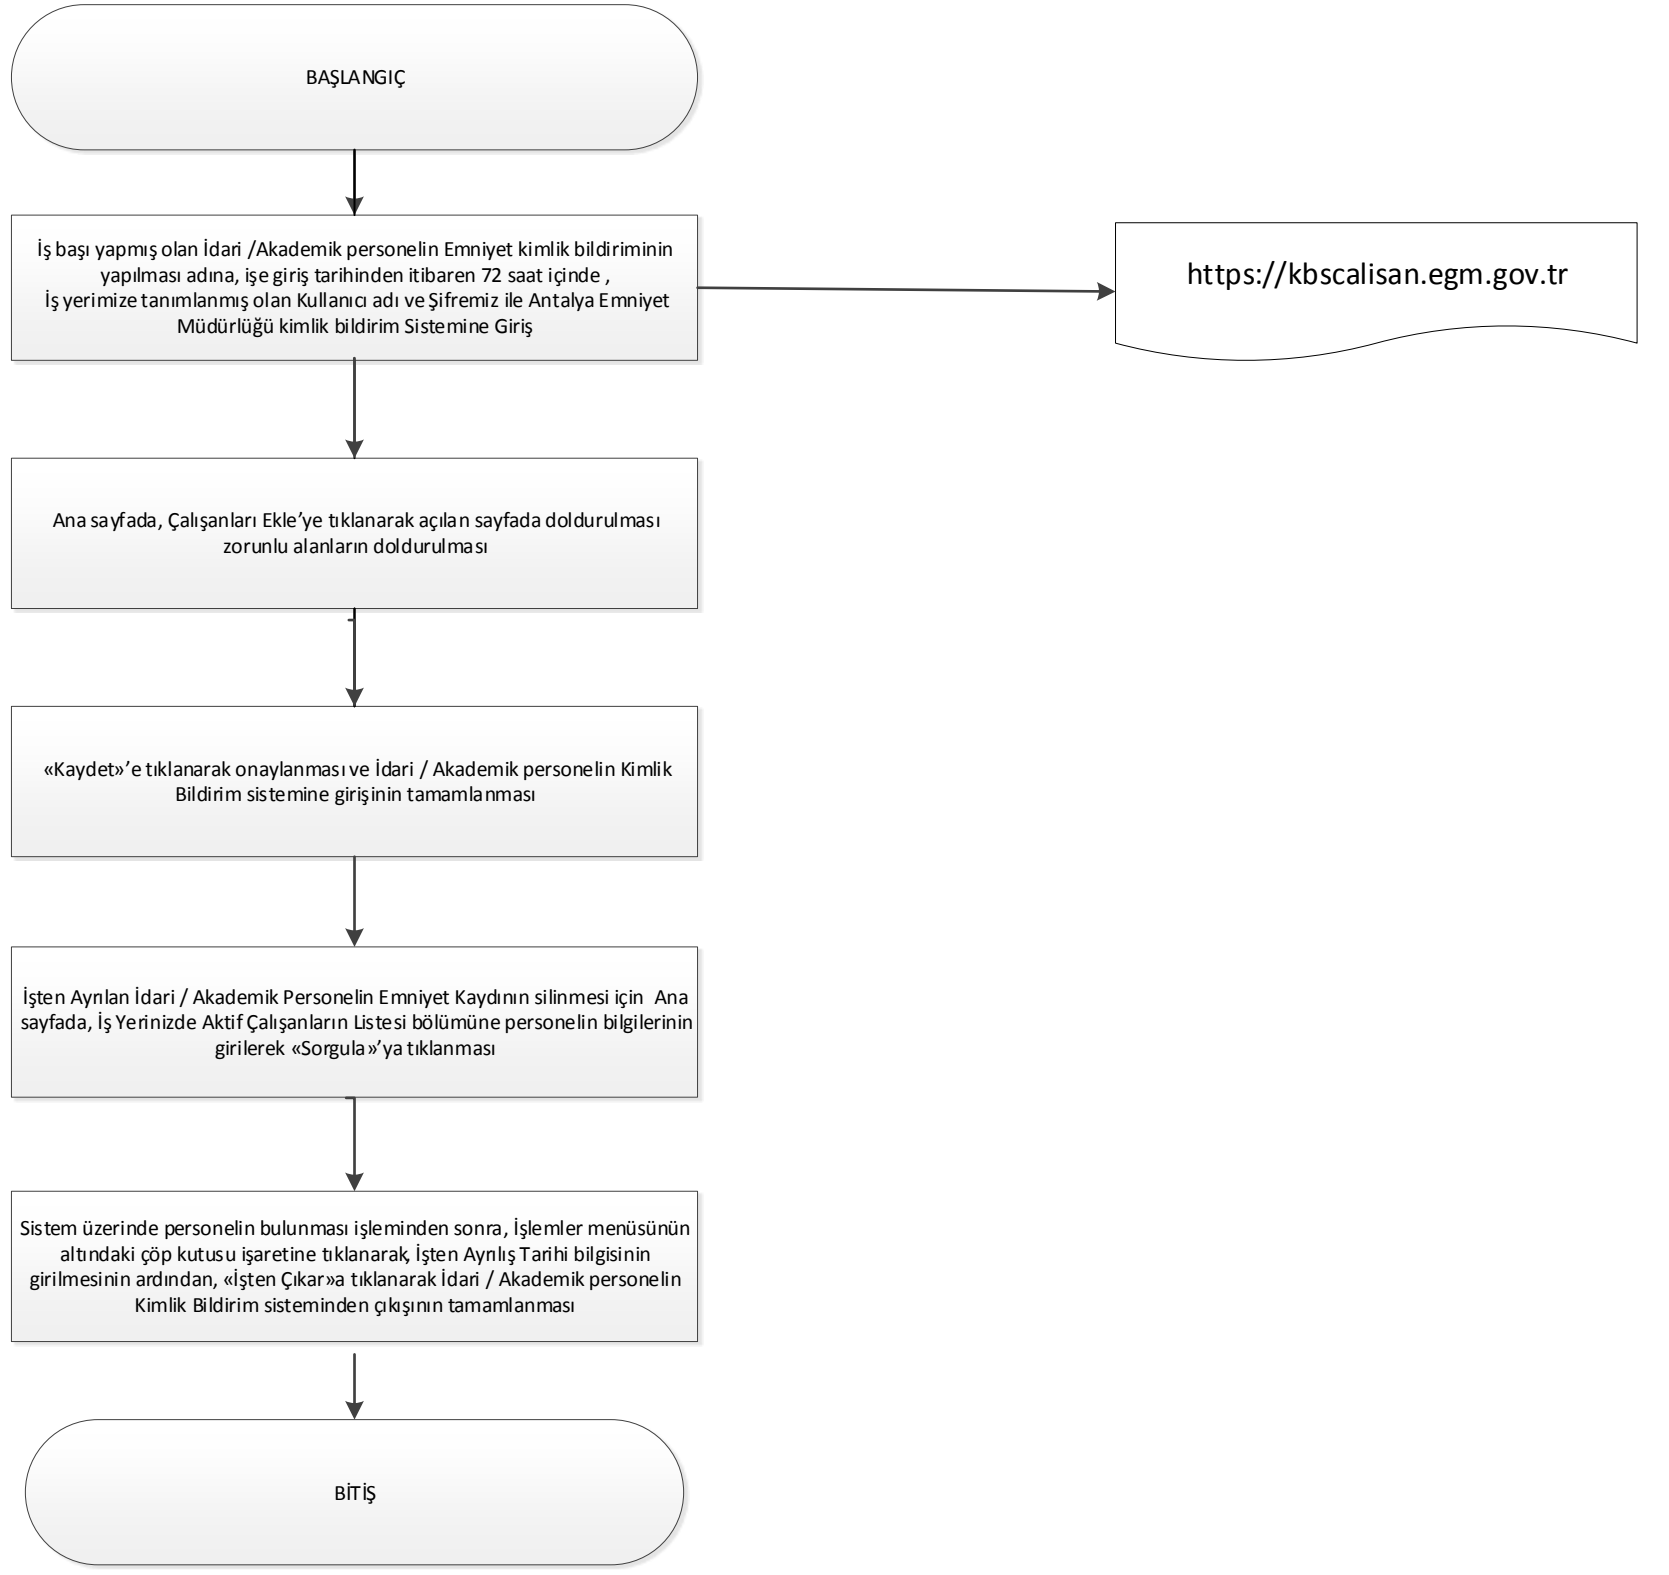 BAŞLANGIÇ
İş başı yapmış olan İdari /Akademik personelin Emniyet kimlik bildiriminin
yapılması adına, işe giriş tarihinden itibaren 72 saat içinde ,
İş yerimize tanımlanmış olan Kullanıcı adı ve Şifremiz ile Antalya Emniyet
Müdürlüğü kimlik bildirim Sistemine Giriş
https://kbscalisan.egm.gov.tr
Ana sayfada, Çalışanları Ekle’ye tıklanarak açılan sayfada doldurulması
zorunlu alanların doldurulması
«Kaydet»’e tıklanarak onaylanması ve İdari / Akademik personelin Kimlik
Bildirim sistemine girişinin tamamlanması
İşten Ayrılan İdari / Akademik Personelin Emniyet Kaydının silinmesi için Ana
sayfada, İş Yerinizde Aktif Çalışanların Listesi bölümüne personelin bilgilerinin
girilerek «Sorgula»’ya tıklanması
Sistem üzerinde personelin bulunması işleminden sonra, İşlemler menüsünün
altındaki çöp kutusu işaretine tıklanarak, İşten Ayrılış Tarihi bilgisinin
girilmesinin ardından, «İşten Çıkar»a tıklanarak İdari / Akademik personelin
Kimlik Bildirim sisteminden çıkışının tamamlanması
BİTİŞ